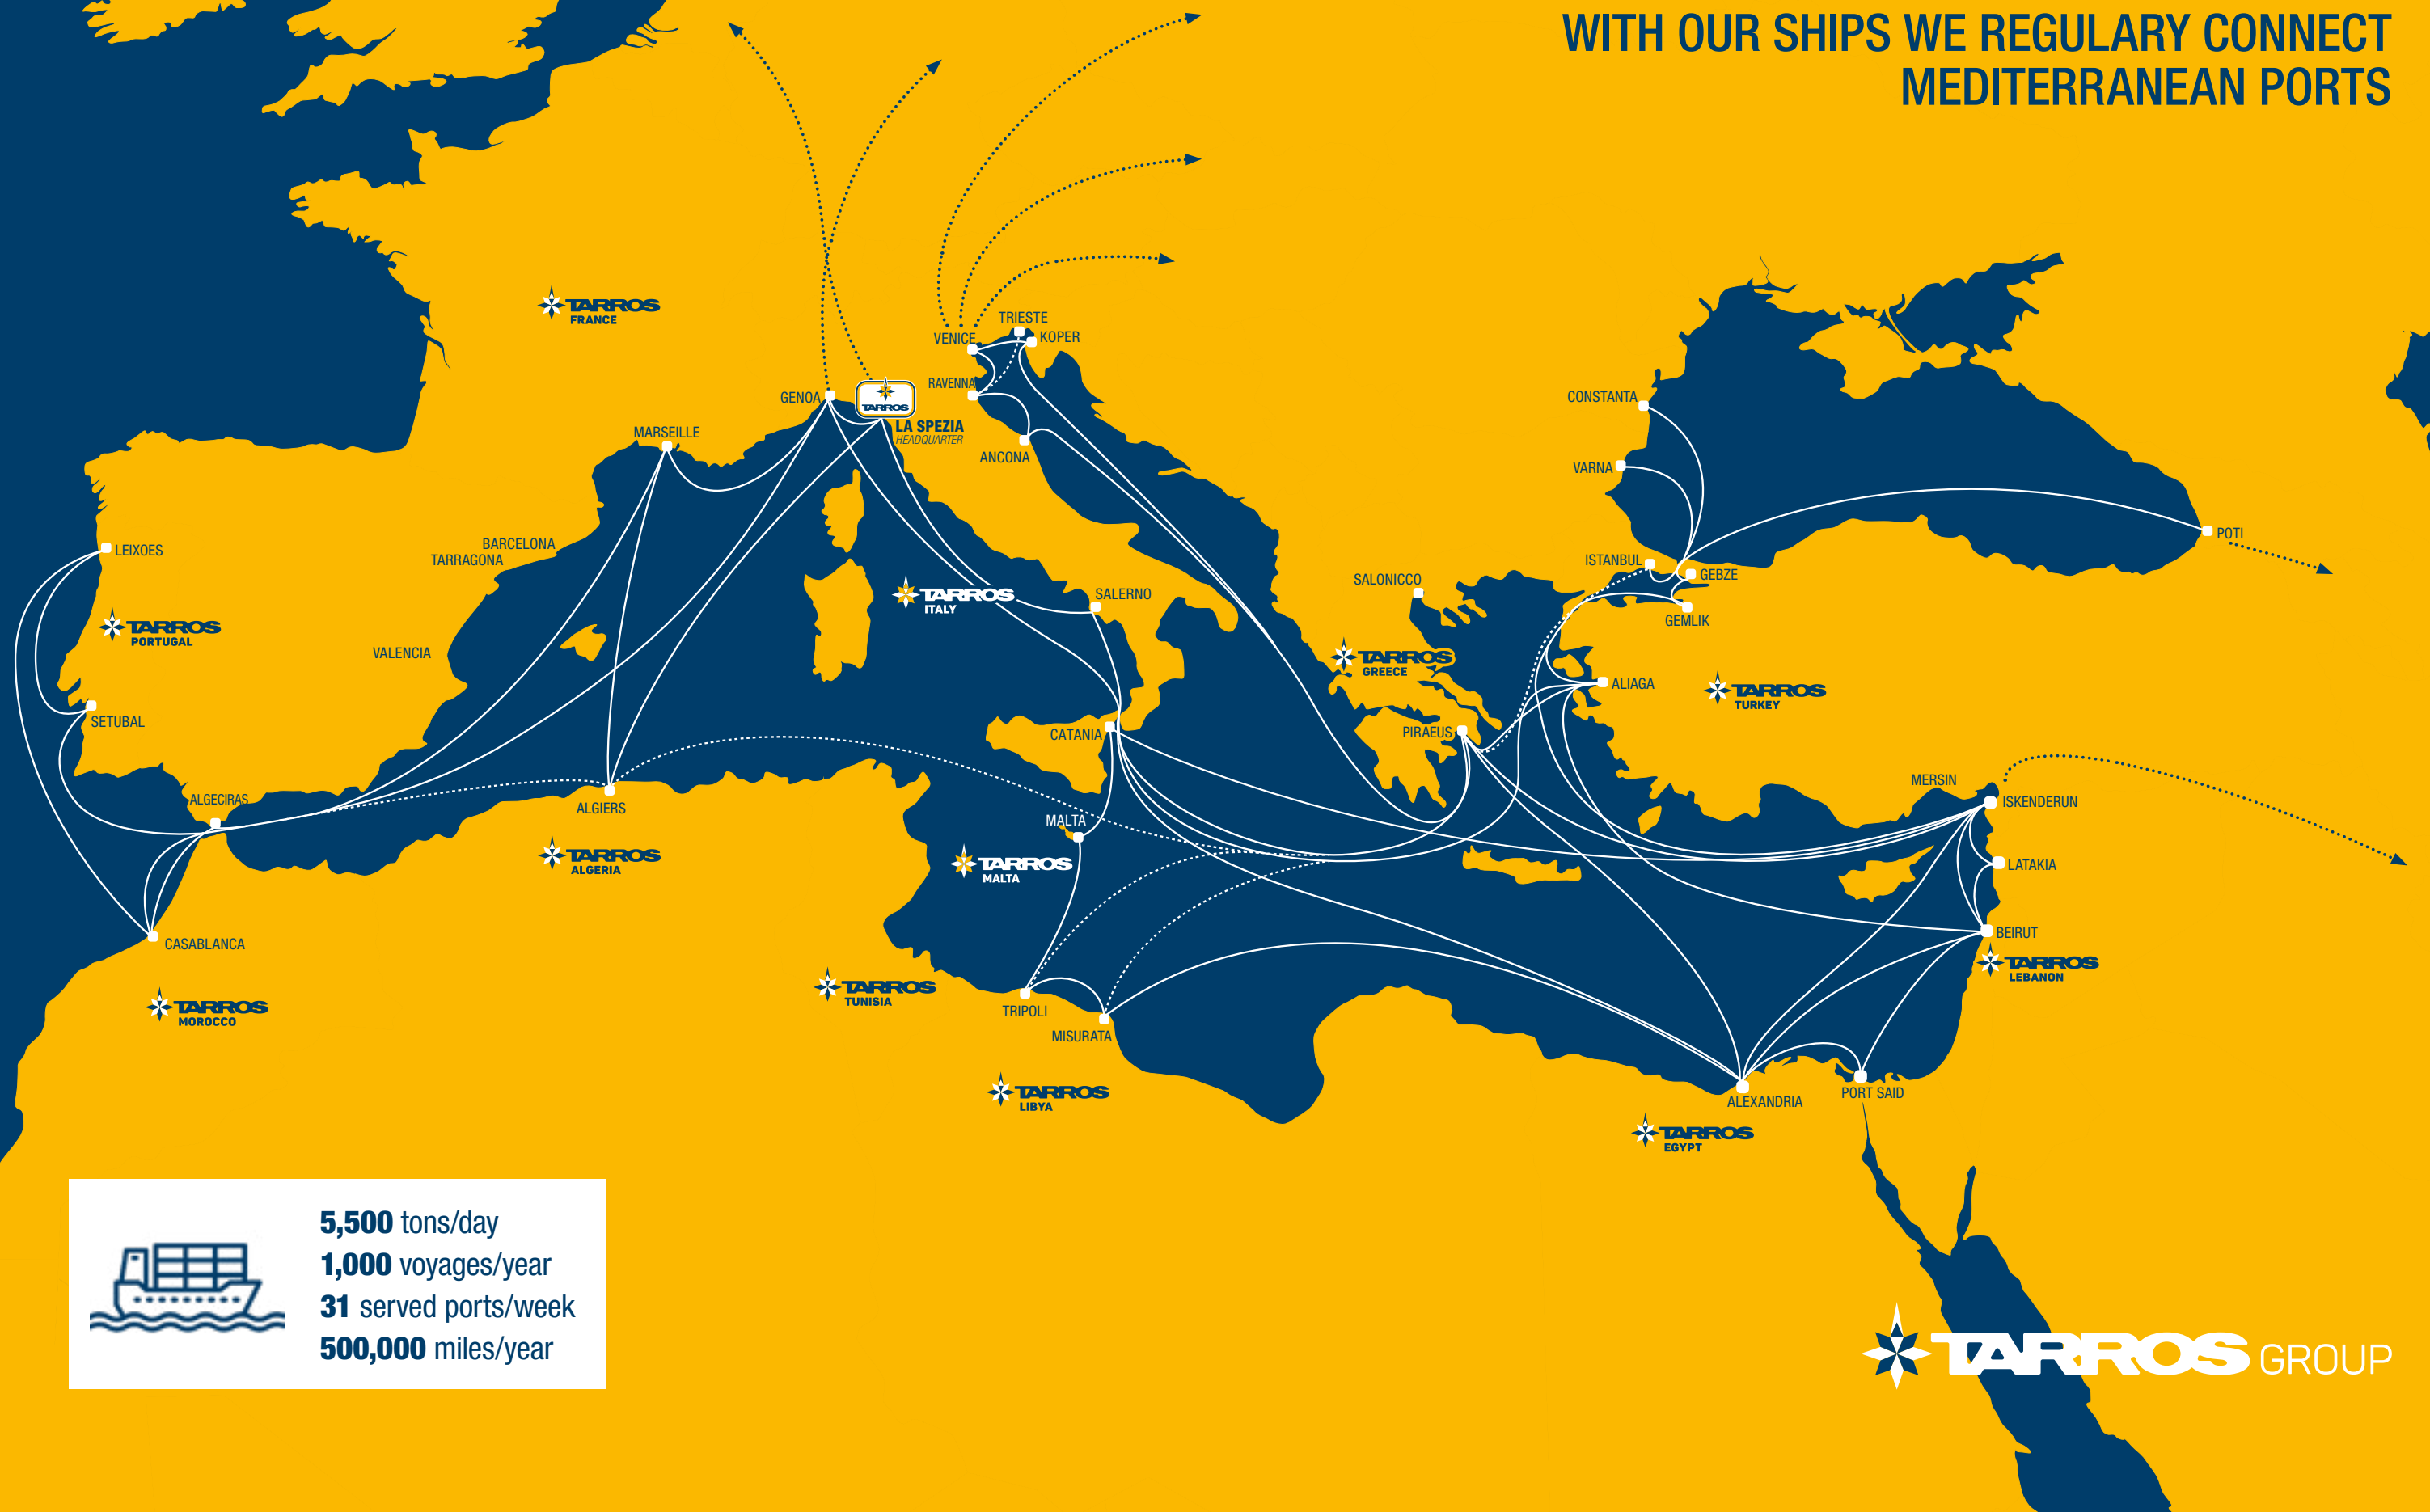 WITH OUR SHIPS WE REGULARY CONNECT
MEDITERRANEAN PORTS
TARROS
FRANCE
TRIESTE
VENICE
KOPER
RAVENNA
GENOA
TARROS
LA SPEZIA
HEADQUARTER
MARSEILLE
ANCONA
CONSTANTA
VARNA
POTI
LEIXOES
BARCELONA
TARRAGONA
ISTANBUL
GEBZE
SALONICCO
TARROS
ITALY
SALERNO
GEMLIK
TARROS
PORTUGAL
VALENCIA
TARROS
GREECE
ALIAGA
TARROS
TURKEY
SETUBAL
CATANIA
PIRAEUS
MERSIN
ISKENDERUN
ALGECIRAS
ALGIERS
MALTA
TARROS
ALGERIA
TARROS
MALTA
LATAKIA
CASABLANCA
BEIRUT
TARROS
LEBANON
TARROS
MOROCCO
TARROS
TUNISIA
TRIPOLI
MISURATA
TARROS
LIBYA
ALEXANDRIA
PORT SAID
TARROS
EGYPT
5,500 tons/day
1,000 voyages/year
31 served ports/week
500,000 miles/year
TARROS GROUP